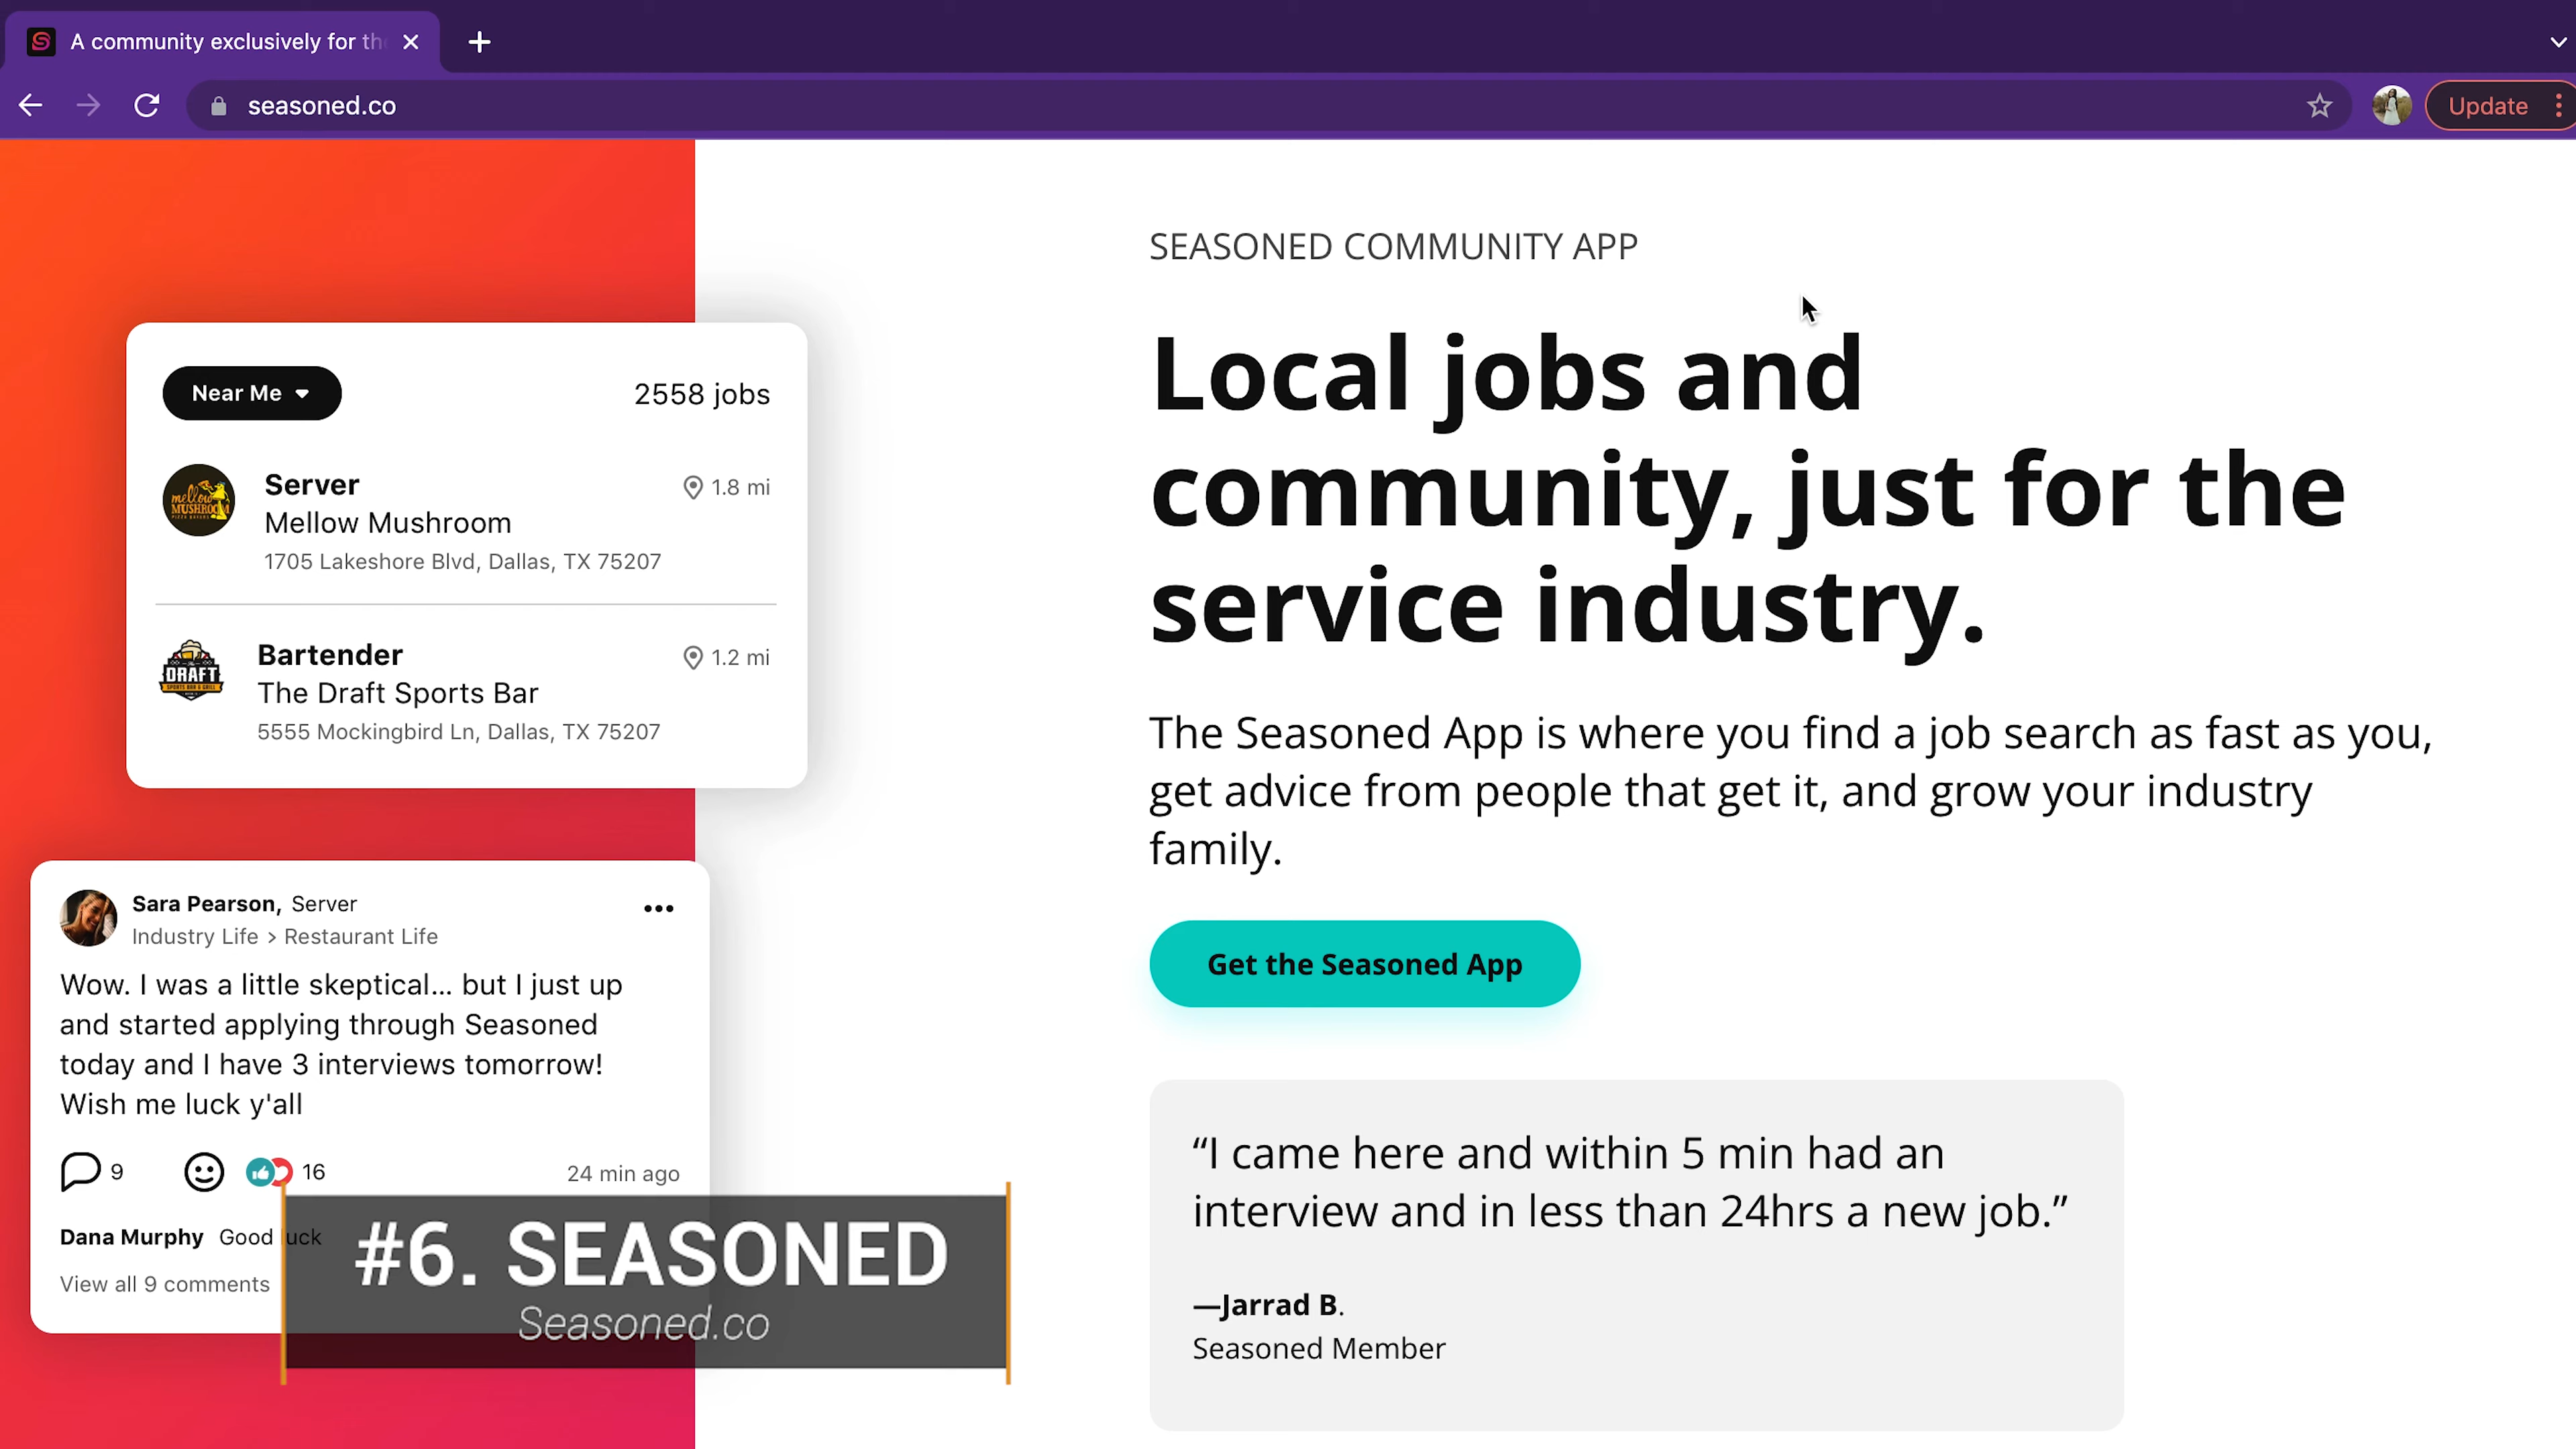 A community exclusively for th
seasoned.co
Update
SEASONED COMMUNITY APP
Local jobs and
community, just for the
service industry.
The Seasoned App is where you find a job search as fast as you,
get advice from people that get it, and grow your industry
family.
Get the Seasoned App
“I came here and within 5 min had an
interview and in less than 24hrs a new job.”
—Jarrad B.
Seasoned Member
Near Me
2558 jobs
mellow
MUSHROOM
Server
1.8 mi
Mellow Mushroom
1705 Lakeshore Blvd, Dallas, TX 75207
DRAFT
SPORTS BAR & GRILL
Bartender
1.2 mi
The Draft Sports Bar
5555 Mockingbird Ln, Dallas, TX 75207
Sara Pearson, Server
Industry Life > Restaurant Life
Wow. I was a little skeptical... but I just up
and started applying through Seasoned
today and I have 3 interviews tomorrow!
Wish me luck y'all
9
16
24 min ago
Dana Murphy Good luck
View all 9 comments
#6. SEASONED
Seasoned.co